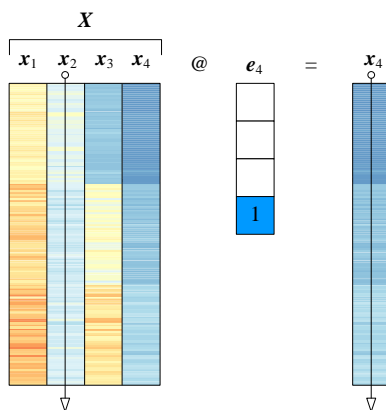 X
x₁ x₂ x₃ x₄ @ e₄ = x₄
1